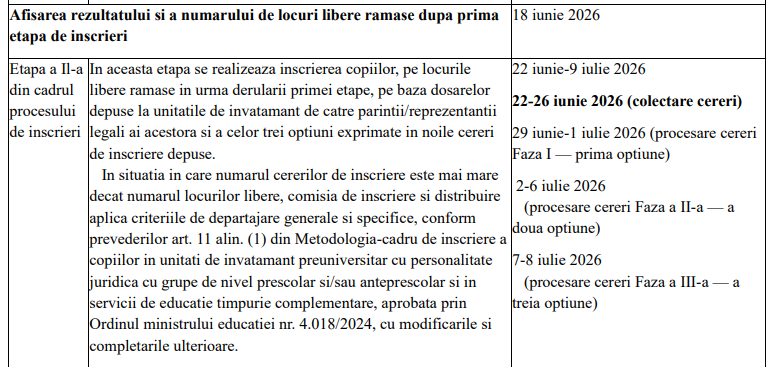 Afisarea rezultatului si a numarului de locuri libere ramase dupa prima
etapa de inscrieri
18 iunie 2026
Etapa a II-a
din cadrul
procesului
de inscrieri
In aceasta etapa se realizeaza inscrierea copiilor, pe locurile
libere ramase in urma derularii primei etape, pe baza dosarelor
depuse la unitatile de invatamant de catre parintii/reprezentantii
legali ai acestora si a celor trei optiuni exprimate in noile cereri
de inscriere depuse.
In situatia in care numarul cererilor de inscriere este mai mare
decat numarul locurilor libere, comisia de inscriere si distribuire
aplica criteriile de departajare generale si specifice, conform
prevederilor art. 11 alin. (1) din Metodologia-cadru de inscriere a
copiilor in unitati de invatamant preuniversitar cu personalitate
juridica cu grupe de nivel prescolar si/sau anteprescolar si in
servicii de educatie timpurie complementare, aprobata prin
Ordinul ministrului educatiei nr. 4.018/2024, cu modificarile si
completarile ulterioare.
22 iunie-9 iulie 2026
22-26 iunie 2026 (colectare cereri)
29 iunie-1 iulie 2026 (procesare cereri
Faza I — prima optiune)
2-6 iulie 2026
(procesare cereri Faza a II-a — a
doua optiune)
7-8 iulie 2026
(procesare cereri Faza a III-a — a
treia optiune)